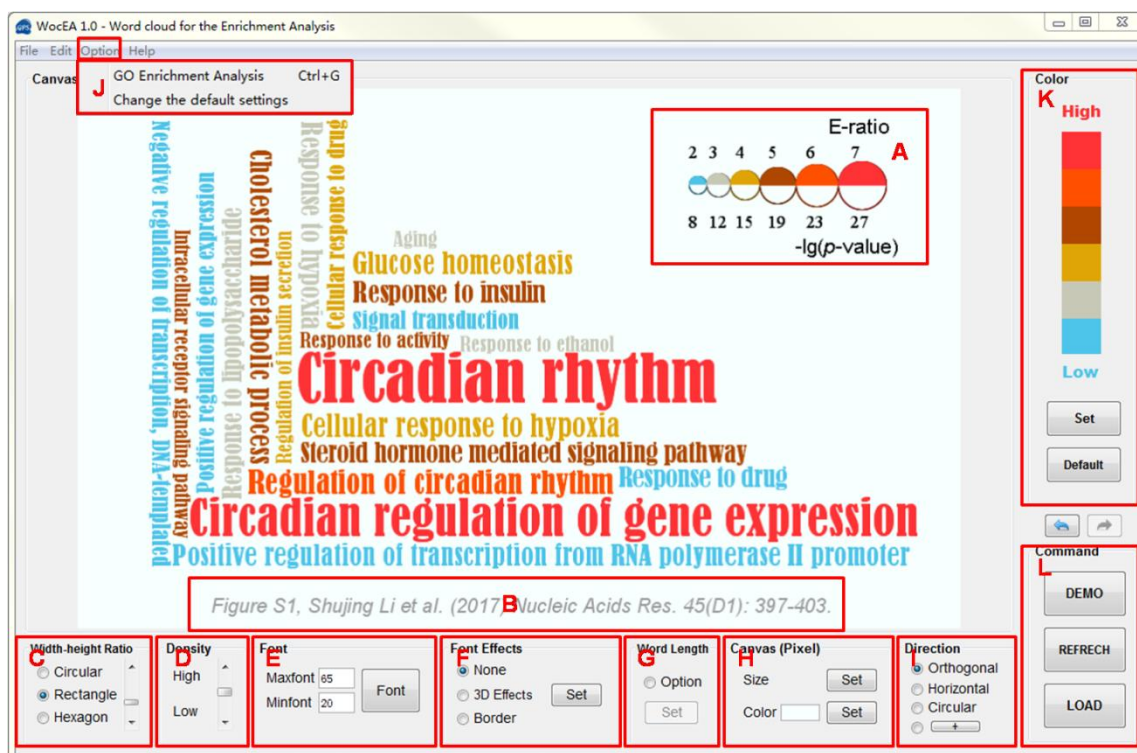 WocEA 1.0 - Word cloud for the Enrichment Analysis
File Edit Option Help
Canvas
J
GO Enrichment Analysis Ctrl+G
Change the default settings
Negative regulation of transcription, DNA-templated
Intracellular receptor signaling pathway
Positive regulation of gene expression
Response to lipopolysaccharide
Cholesterol metabolic process
Regulation of insulin secretion
Response to hypoxia
Cellular response to drug
Aging
Glucose homeostasis
Response to insulin
Signal transduction
Response to activity
Response to ethanol
Circadian rhythm
Cellular response to hypoxia
Steroid hormone mediated signaling pathway
Regulation of circadian rhythm
Response to drug
Circadian regulation of gene expression
Positive regulation of transcription from RNA polymerase II promoter
E-ratio
A
2 3 4 5 6 7
8 12 15 19 23 27
-lg(p-value)
B
Figure S1, Shujing Li et al. (2017) Nucleic Acids Res. 45(D1): 397-403.
Color
K
High
Low
Set
Default
Command
L
DEMO
REFRECH
LOAD
Width-height Ratio
C
Circular
Rectangle
Hexagon
Density
D
High
Low
Font
E
Maxfont 65
Minfont 20
Font
Font Effects
F
None
3D Effects
Border
Set
Word Length
G
Option
Set
Canvas (Pixel)
H
Size Set
Color Set
Direction
I
Orthogonal
Horizontal
Circular
+